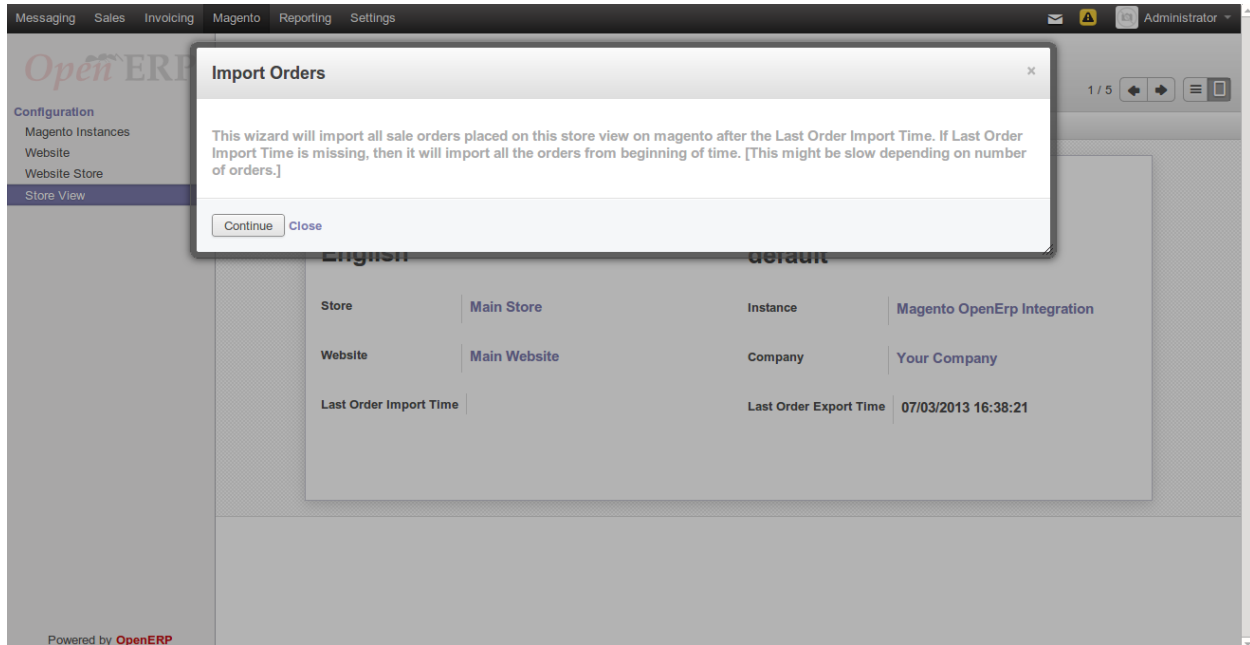 Messaging Sales Invoicing Magento Reporting Settings Administrator
Open ERP
Import Orders ×
1 / 5
Configuration
Magento Instances
Website
Website Store
Store View
This wizard will import all sale orders placed on this store view on magento after the Last Order Import Time. If Last Order
Import Time is missing, then it will import all the orders from beginning of time. [This might be slow depending on number
of orders.]
Continue Close
English default
Store Main Store Instance Magento OpenErp Integration
Website Main Website Company Your Company
Last Order Import Time Last Order Export Time 07/03/2013 16:38:21
Powered by OpenERP